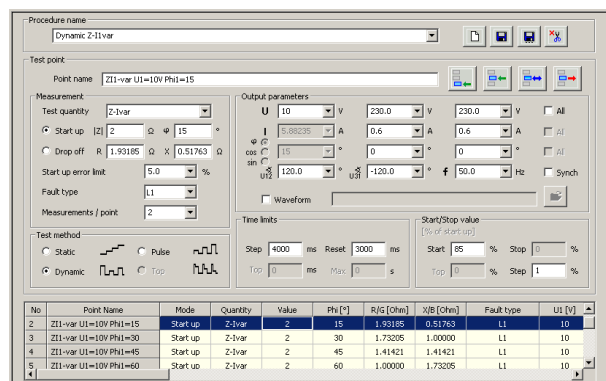 Procedure name
Dynamic Z-I1var
Test point
Point name ZI1-var U1=10V Phi1=15
Measurement
Test quantity Z-Ivar
Start up |Z| 2 Ω φ 15 °
Drop off R 1.93185 Ω X 0.51763 Ω
Start up error limit 5.0 %
Fault type L1
Measurements / point 2
Test method
Static Pulse
Dynamic Top
Output parameters
U 10 V 230.0 V 230.0 V All
I 5.88235 A 0.6 A 0.6 A All
φ
cos 15 ° 0 ° 0 ° All
sin
U12 120.0 ° U31 -120.0 ° f 50.0 Hz Synch
Waveform
Time limits
Step 4000 ms Reset 3000 ms
Top 0 ms Max 0 s
Start/Stop value
[% of start up]
Start 85 % Stop 0 %
Top 0 % Step 1 %
No Point Name Mode Quantity Value Phi [°] R/G [Ohm] X/B [Ohm] Fault type U1 [V]
2 ZI1-var U1=10V Phi1=15 Start up Z-Ivar 2 15 1.93185 0.51763 L1 10
3 ZI1-var U1=10V Phi1=30 Start up Z-Ivar 2 30 1.73205 1.00000 L1 10
4 ZI1-var U1=10V Phi1=45 Start up Z-Ivar 2 45 1.41421 1.41421 L1 10
5 ZI1-var U1=10V Phi1=60 Start up Z-Ivar 2 60 1.00000 1.73205 L1 10